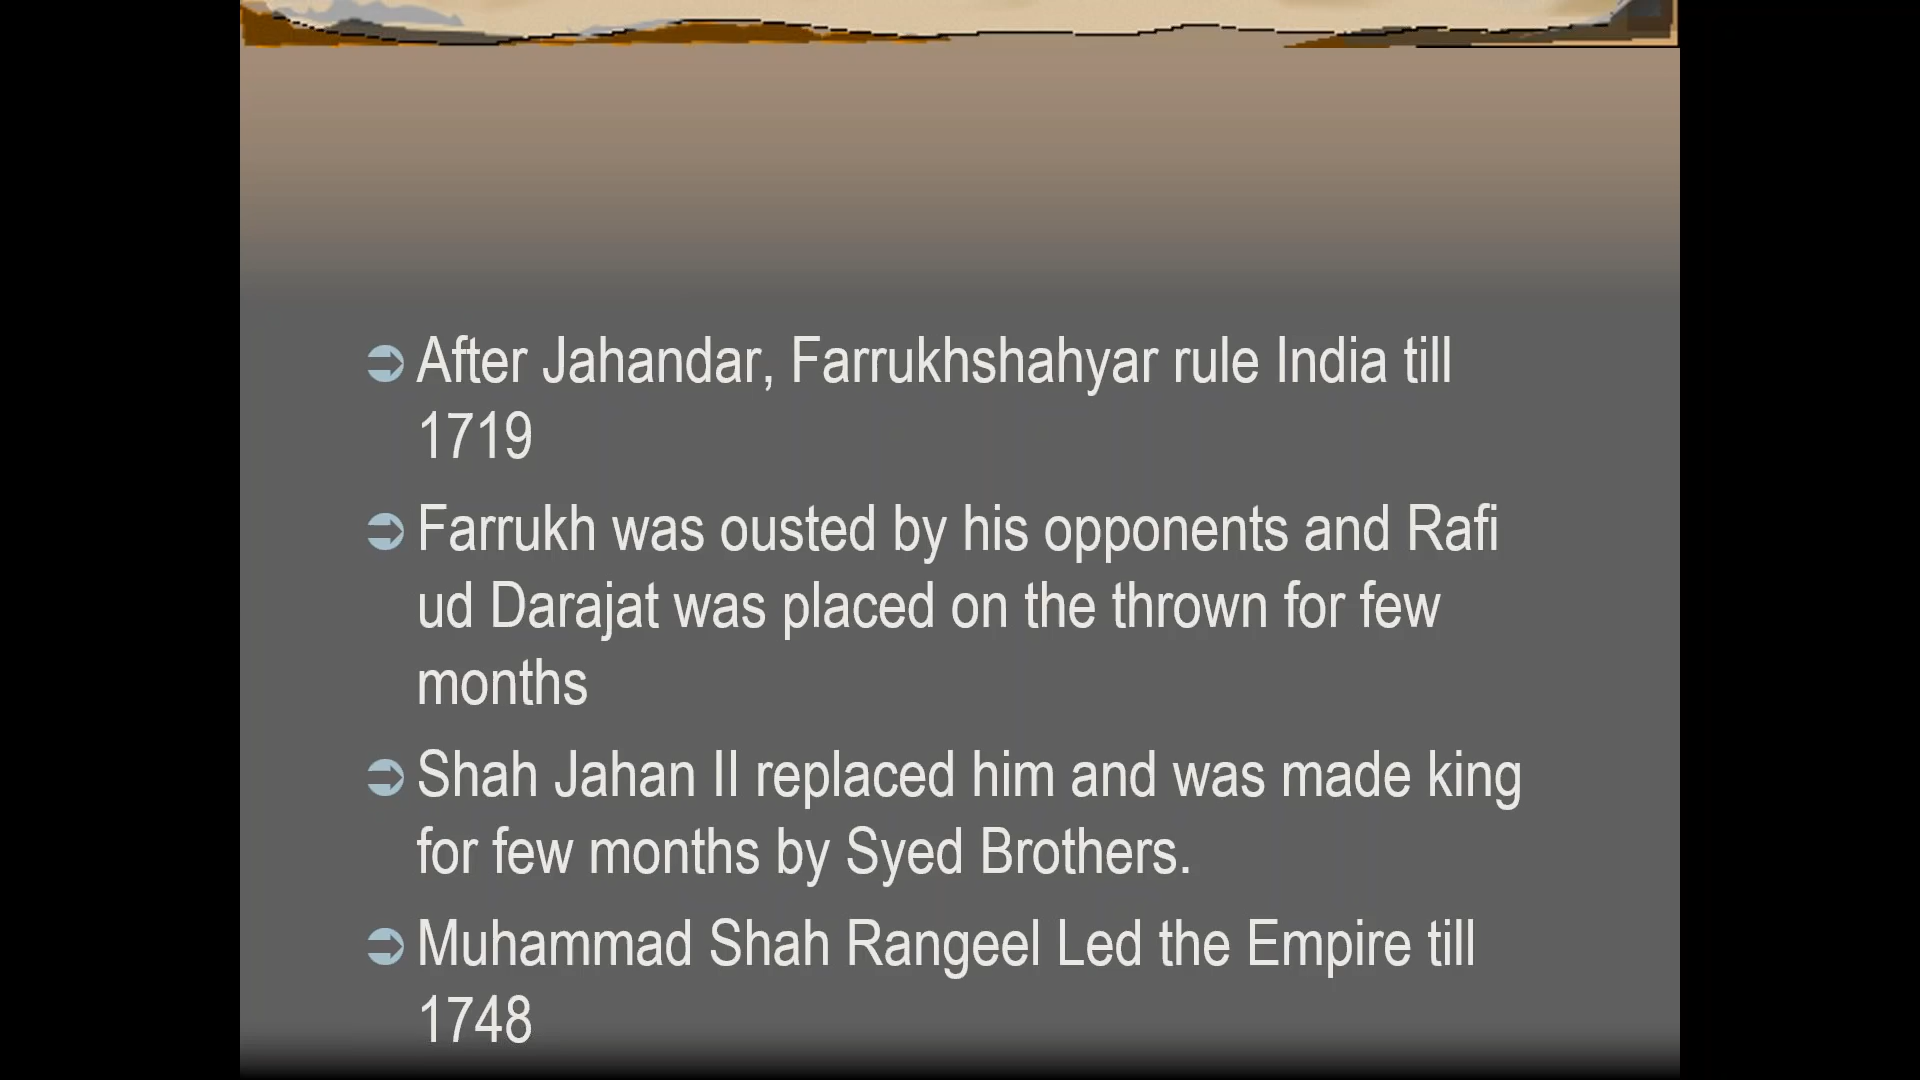 After Jahandar, Farrukhshahyar rule India till
1719
Farrukh was ousted by his opponents and Rafi
ud Darajat was placed on the thrown for few
months
Shah Jahan II replaced him and was made king
for few months by Syed Brothers.
Muhammad Shah Rangeel Led the Empire till
1748